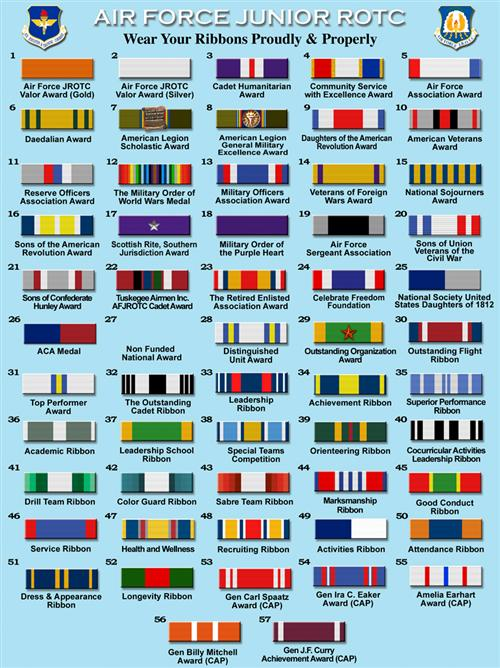 AIR FORCE JUNIOR ROTC
Wear Your Ribbons Proudly & Properly
1
Air Force JROTC
Valor Award (Gold)
2
Air Force JROTC
Valor Award (Silver)
3
Cadet Humanitarian
Award
4
Community Service
with Excellence Award
5
Air Force
Association Award
6
Daedalian Award
7
American Legion
Scholastic Award
8
American Legion
General Military
Excellence Award
9
Daughters of the American
Revolution Award
10
American Veterans
Award
11
Reserve Officers
Association Award
12
The Military Order of
World Wars Medal
13
Military Officers
Association Award
14
Veterans of Foreign
Wars Award
15
National Sojourners
Award
16
Sons of the American
Revolution Award
17
Scottish Rite, Southern
Jurisdiction Award
18
Military Order of
the Purple Heart
19
Air Force
Sergeant Association
20
Sons of Union
Veterans of the
Civil War
21
Sons of Confederate
Hunley Award
22
Tuskegee Airmen Inc.
AFJROTC Cadet Award
23
The Retired Enlisted
Association Award
24
Celebrate Freedom
Foundation
25
National Society United
States Daughters of 1812
26
ACA Medal
27
Non Funded
National Award
28
Distinguished
Unit Award
29
Outstanding Organization
Award
30
Outstanding Flight
Ribbon
31
Top Performer
Award
32
The Outstanding
Cadet Ribbon
33
Leadership
Ribbon
34
Achievement Ribbon
35
Superior Performance
Ribbon
36
Academic Ribbon
37
Leadership School
Ribbon
38
Special Teams
Competition
39
Orienteering Ribbon
40
Cocurricular Activities
Leadership Ribbon
41
Drill Team Ribbon
42
Color Guard Ribbon
43
Sabre Team Ribbon
44
Marksmanship
Ribbon
45
Good Conduct
Ribbon
46
Service Ribbon
47
Health and Wellness
48
Recruiting Ribbon
49
Activities Ribbon
50
Attendance Ribbon
51
Dress & Appearance
Ribbon
52
Longevity Ribbon
53
Gen Carl Spaatz
Award (CAP)
54
Gen Ira C. Eaker
Award (CAP)
55
Amelia Earhart
Award (CAP)
56
Gen Billy Mitchell
Award (CAP)
57
Gen J.F. Curry
Achievement Award (CAP)